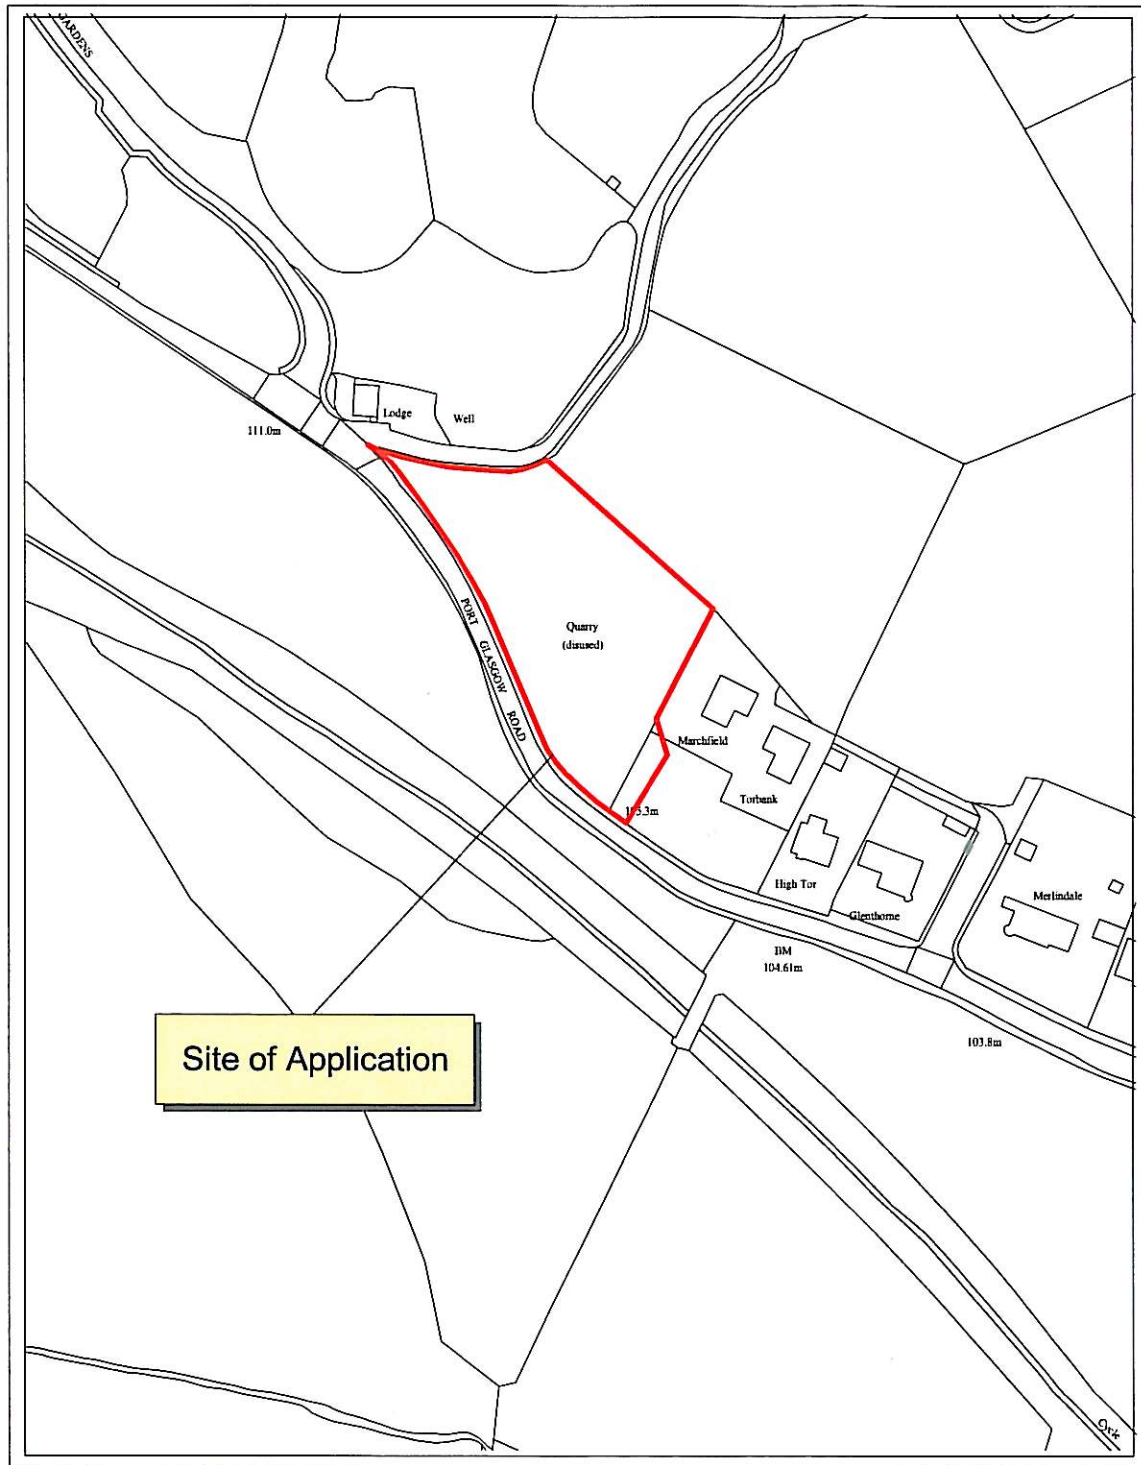 GARDENS
Lodge
Well
111.0m
PORT GLASGOW ROAD
Quarry
(disused)
Marchfield
Torbank
High Tor
Glenthorne
Merlindale
BM
104.61m
103.8m
Site of Application